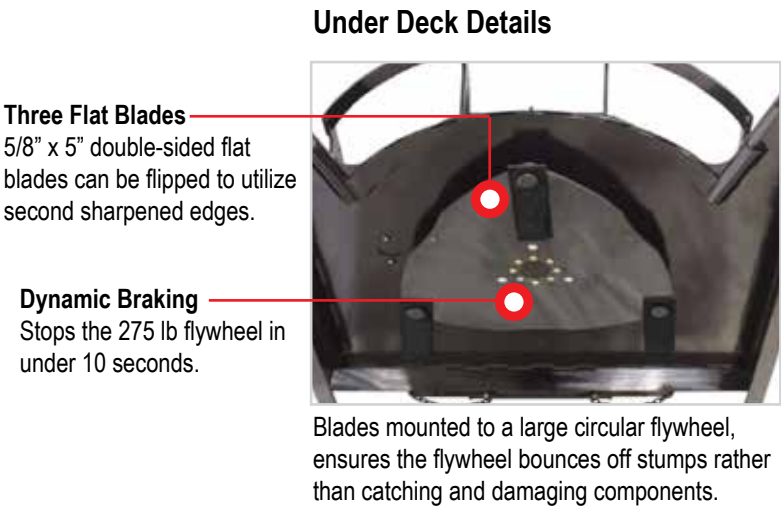 Under Deck Details
Three Flat Blades
5/8” x 5” double-sided flat
blades can be flipped to utilize
second sharpened edges.
Dynamic Braking
Stops the 275 lb flywheel in
under 10 seconds.
Blades mounted to a large circular flywheel,
ensures the flywheel bounces off stumps rather
than catching and damaging components.